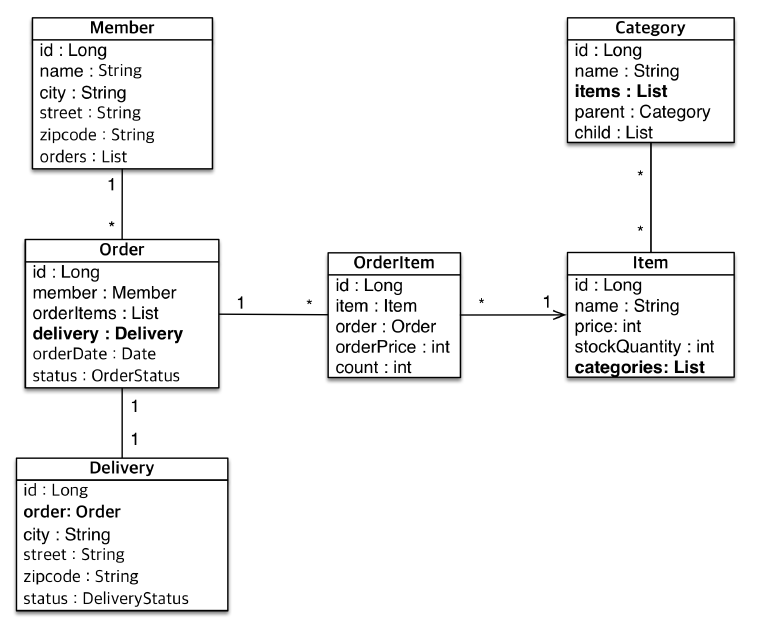 Member
id : Long
name : String
city : String
street : String
zipcode : String
orders : List
1
*
Order
id : Long
member : Member
orderItems : List
delivery : Delivery
orderDate : Date
status : OrderStatus
1
*
OrderItem
id : Long
item : Item
order : Order
orderPrice : int
count : int
*
1
Category
id : Long
name : String
items : List
parent : Category
child : List
*
*
Item
id : Long
name : String
price: int
stockQuantity : int
categories: List
1
1
Delivery
id : Long
order: Order
city : String
street : String
zipcode : String
status : DeliveryStatus